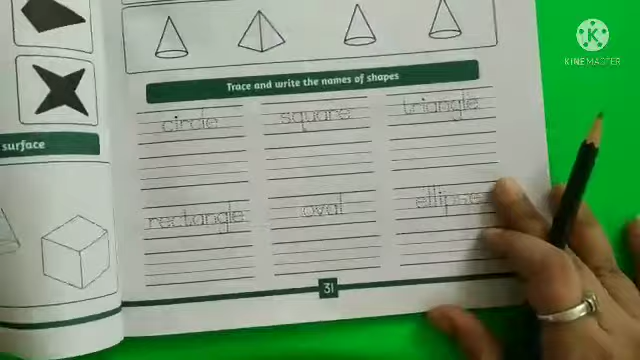 K
KINEMASTER
Trace and write the names of shapes
circle square triangle
surface
rectangle oval ellipse
31